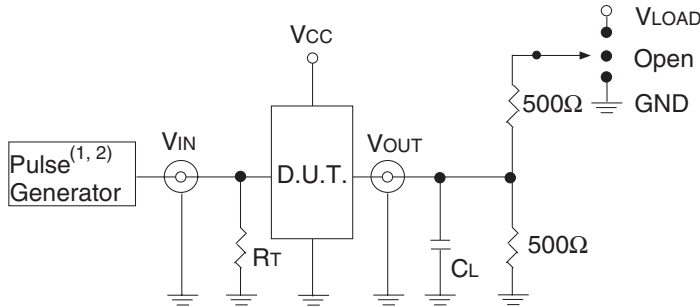 VLOAD
VCC
Open
500Ω
GND
VIN
VOUT
Pulse(1, 2)
Generator
D.U.T.
RT
CL
500Ω